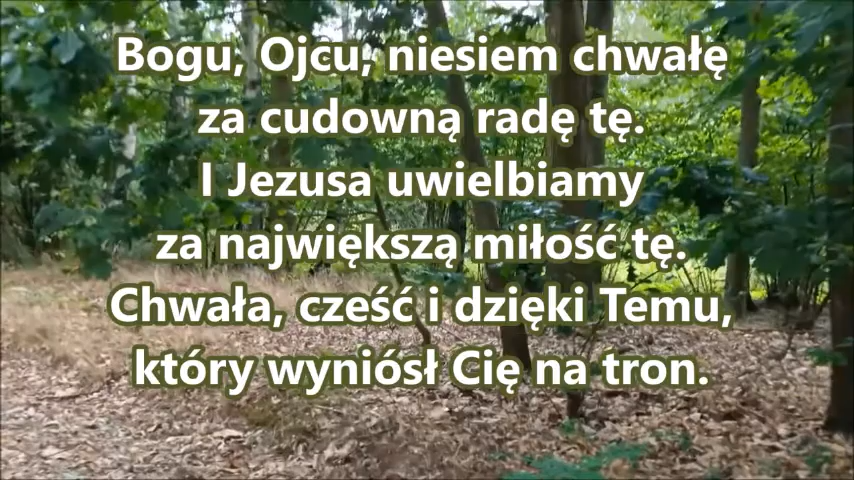 Bogu, Ojcu, niesiem chwałę
za cudowną radę tę.
I Jezusa uwielbiamy
za największą miłość tę.
Chwała, cześć i dzięki Temu,
który wyniósł Cię na tron.